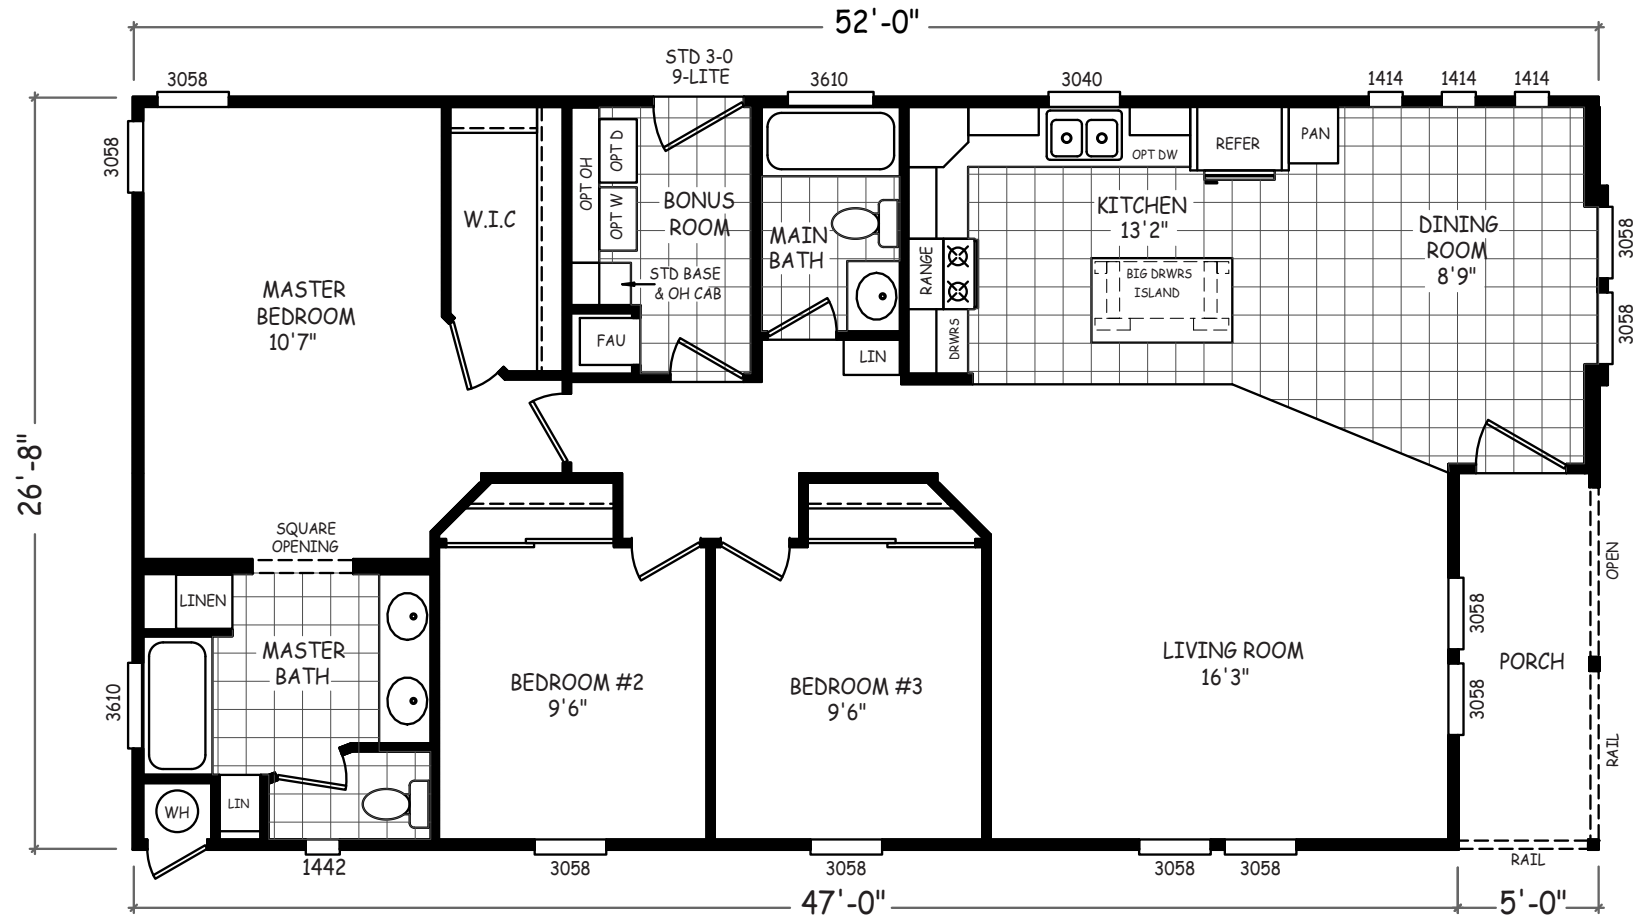 52'-0"
STD 3-0
9-LITE
3058
3610
3040
1414
1414
1414
3058
26'-8"
W.I.C
OPT OH
OPT D
OPT W
BONUS
ROOM
STD BASE
& OH CAB
FAU
MAIN
BATH
LIN
OPT DW
REFER
PAN
KITCHEN
13'2"
RANGE
DRWRS
BIG DRWRS
ISLAND
DINING
ROOM
8'9"
3058
3058
MASTER
BEDROOM
10'7"
SQUARE
OPENING
LINEN
MASTER
BATH
3610
WH
LIN
BEDROOM #2
9'6"
BEDROOM #3
9'6"
LIVING ROOM
16'3"
3058
3058
PORCH
OPEN
RAIL
RAIL
1442
3058
3058
3058
3058
47'-0"
5'-0"